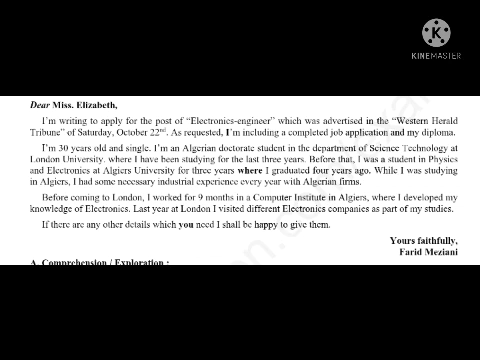 KINEMASTER
Dear Miss. Elizabeth,
I'm writing to apply for the post of "Electronics-engineer" which was advertised in the "Western Herald
Tribune" of Saturday, October 22nd. As requested, I'm including a completed job application and my diploma.
I'm 30 years old and single. I'm an Algerian doctorate student in the department of Science Technology at
London University. where I have been studying for the last three years. Before that, I was a student in Physics
and Electronics at Algiers University for three years where I graduated four years ago. While I was studying
in Algiers, I had some necessary industrial experience every year with Algerian firms.
Before coming to London, I worked for 9 months in a Computer Institute in Algiers, where I developed my
knowledge of Electronics. Last year at London I visited different Electronics companies as part of my studies.
If there are any other details which you need I shall be happy to give them.
Yours faithfully,
Farid Meziani
A. Comprehension / Exploration :